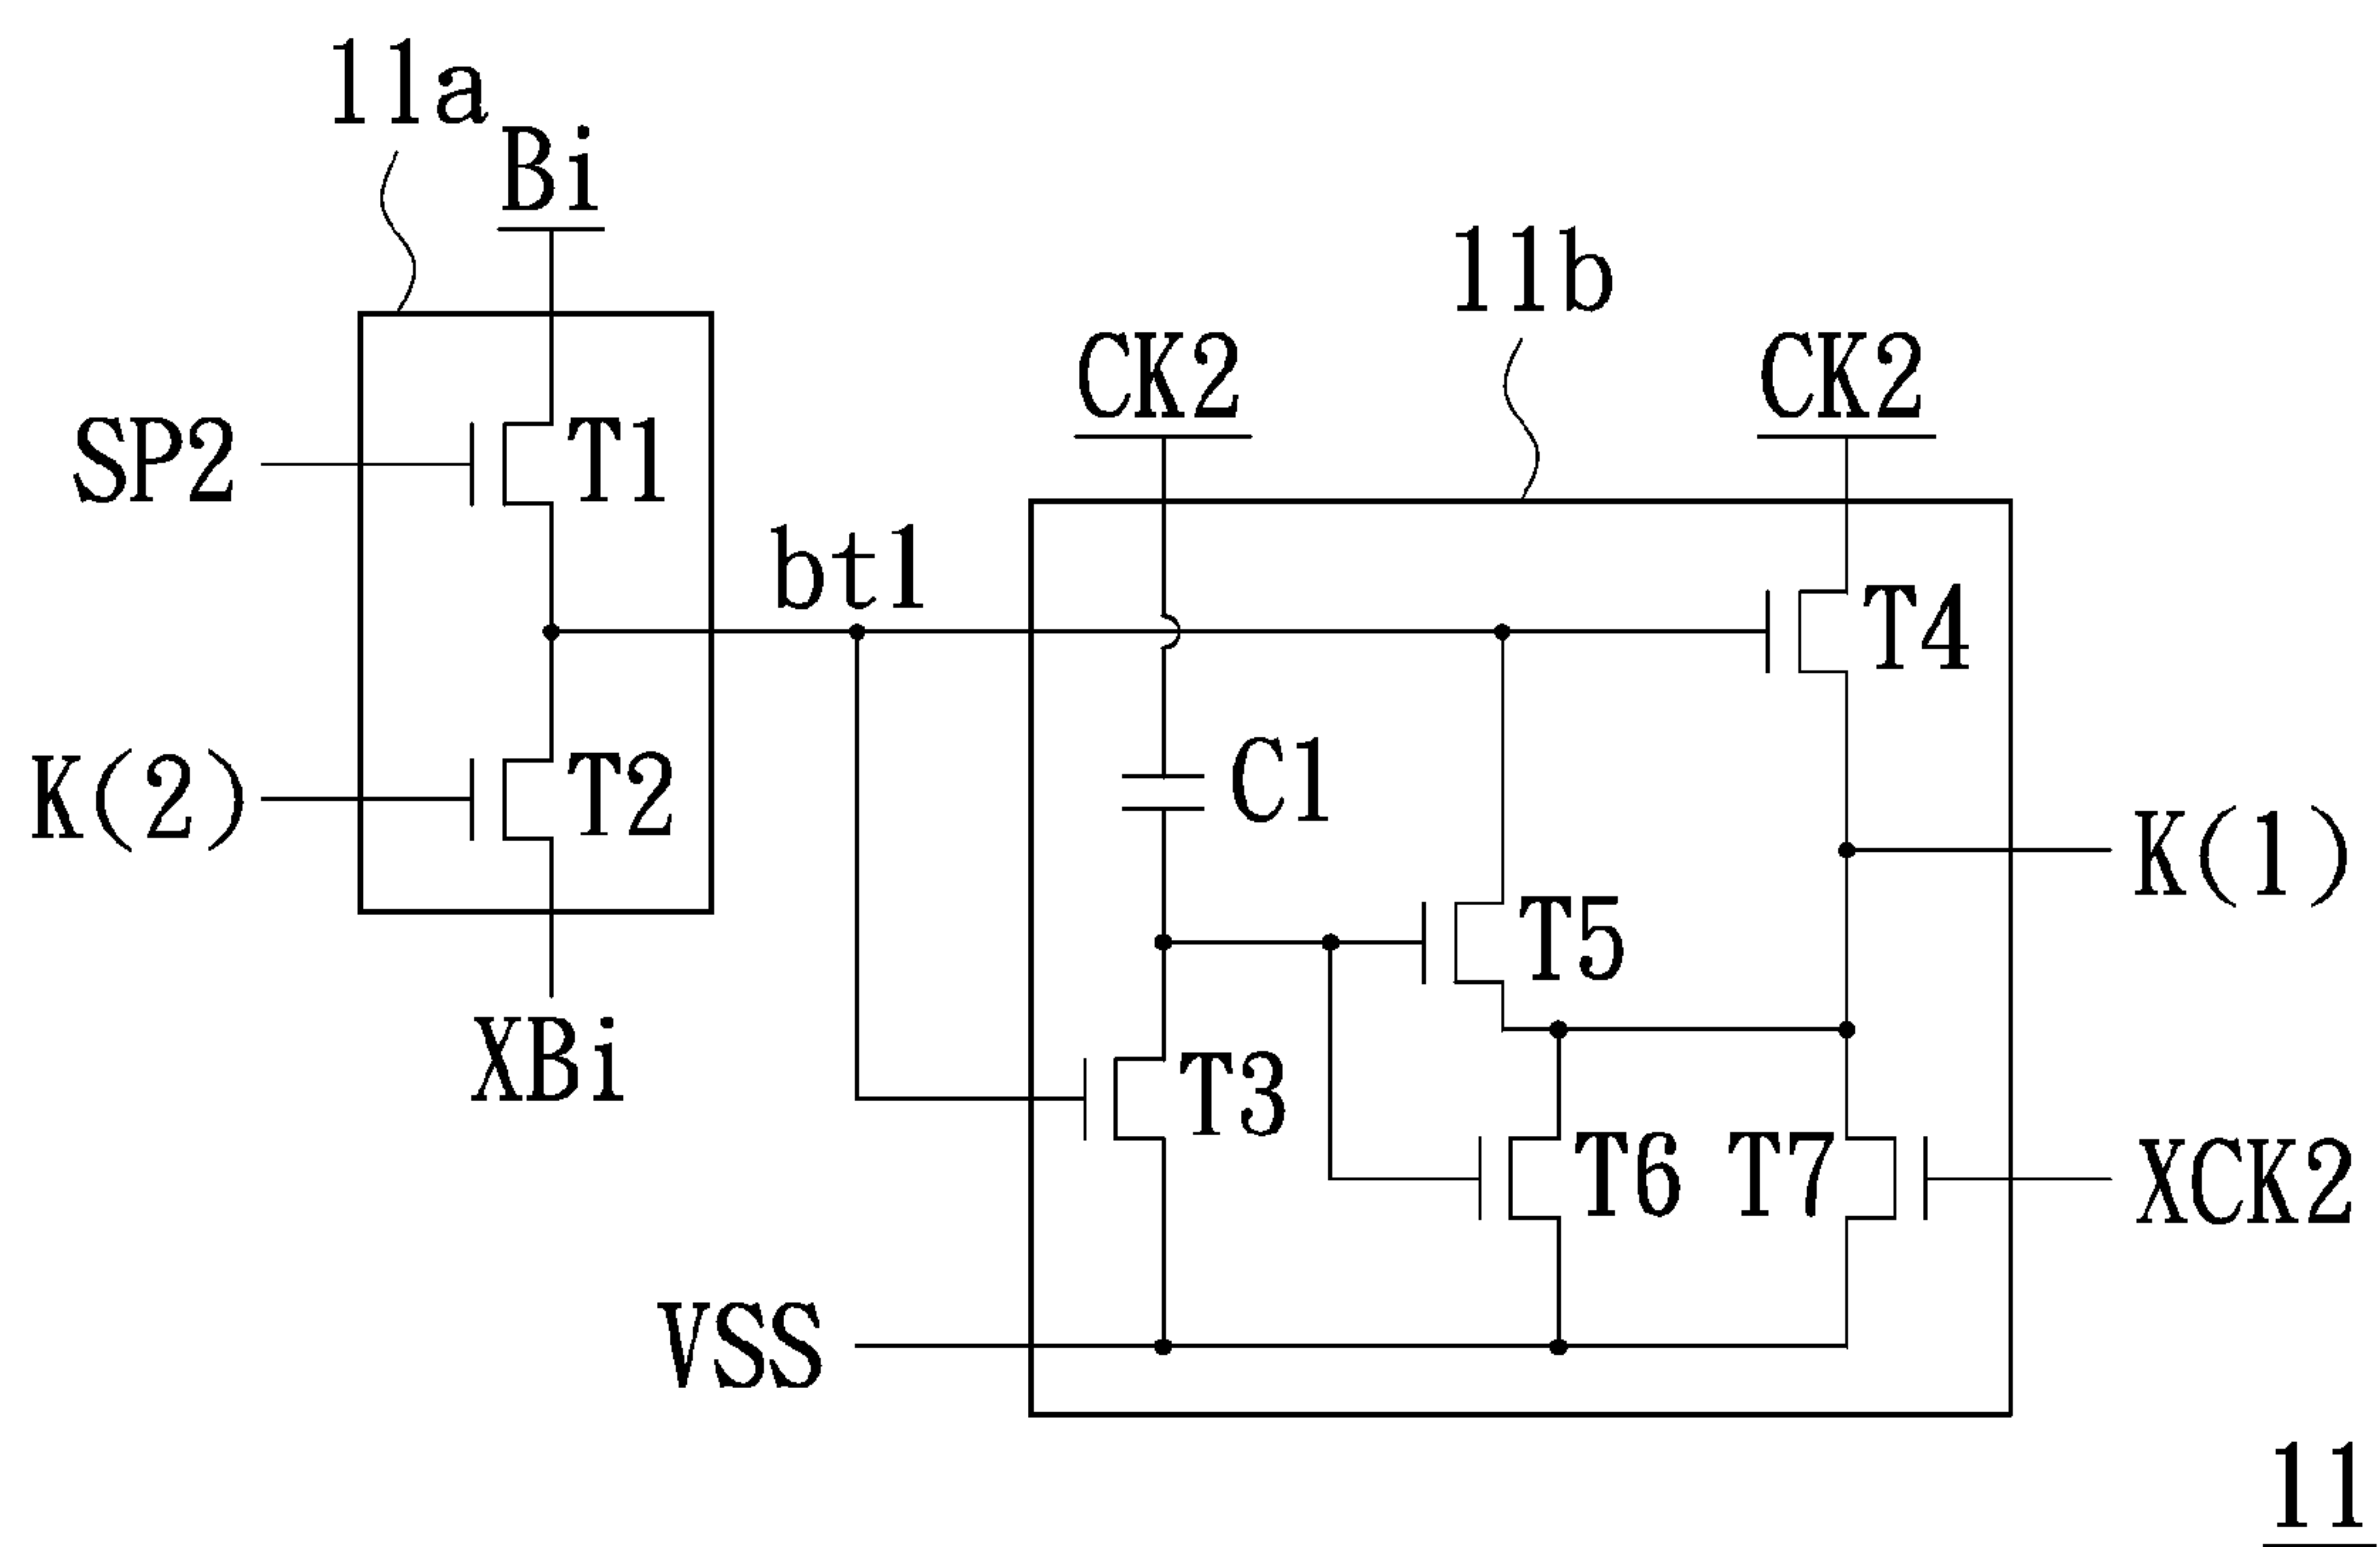 11a
Bi
11b
CK2
CK2
SP2
T1
bt1
T4
K(2)
T2
C1
K(1)
T5
XBi
T3
T6
T7
XCK2
VSS
11